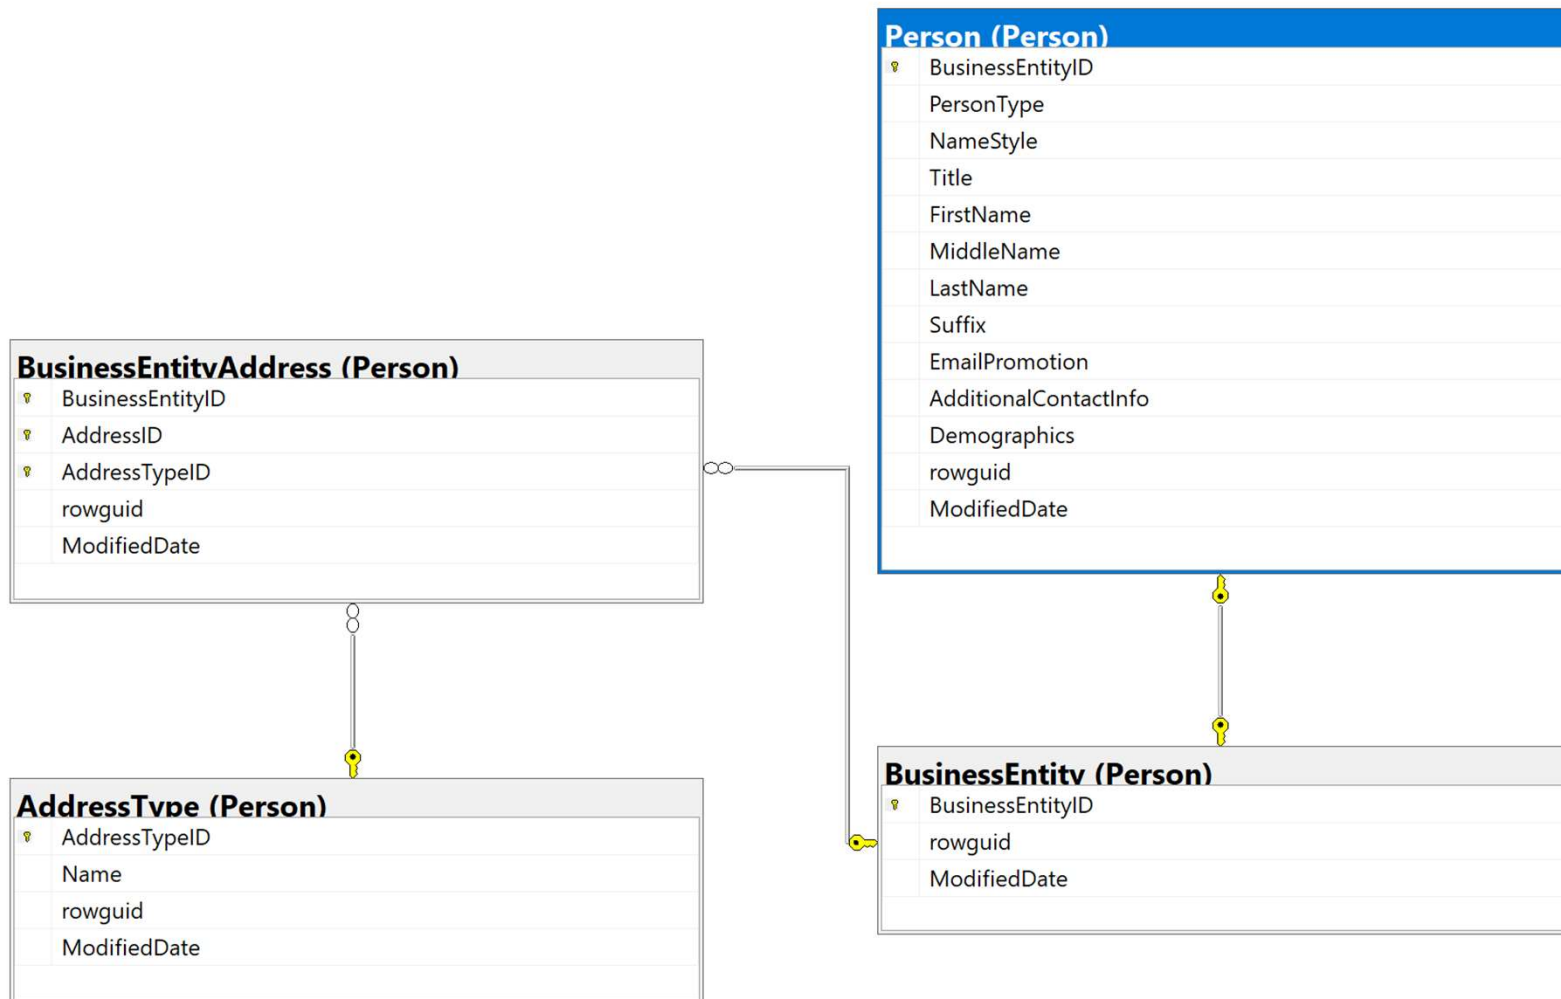 Person (Person)
BusinessEntityID
PersonType
NameStyle
Title
FirstName
MiddleName
LastName
Suffix
EmailPromotion
AdditionalContactInfo
Demographics
rowguid
ModifiedDate
BusinessEntityAddress (Person)
BusinessEntityID
AddressID
AddressTypeID
rowguid
ModifiedDate
AddressType (Person)
AddressTypeID
Name
rowguid
ModifiedDate
BusinessEntity (Person)
BusinessEntityID
rowguid
ModifiedDate